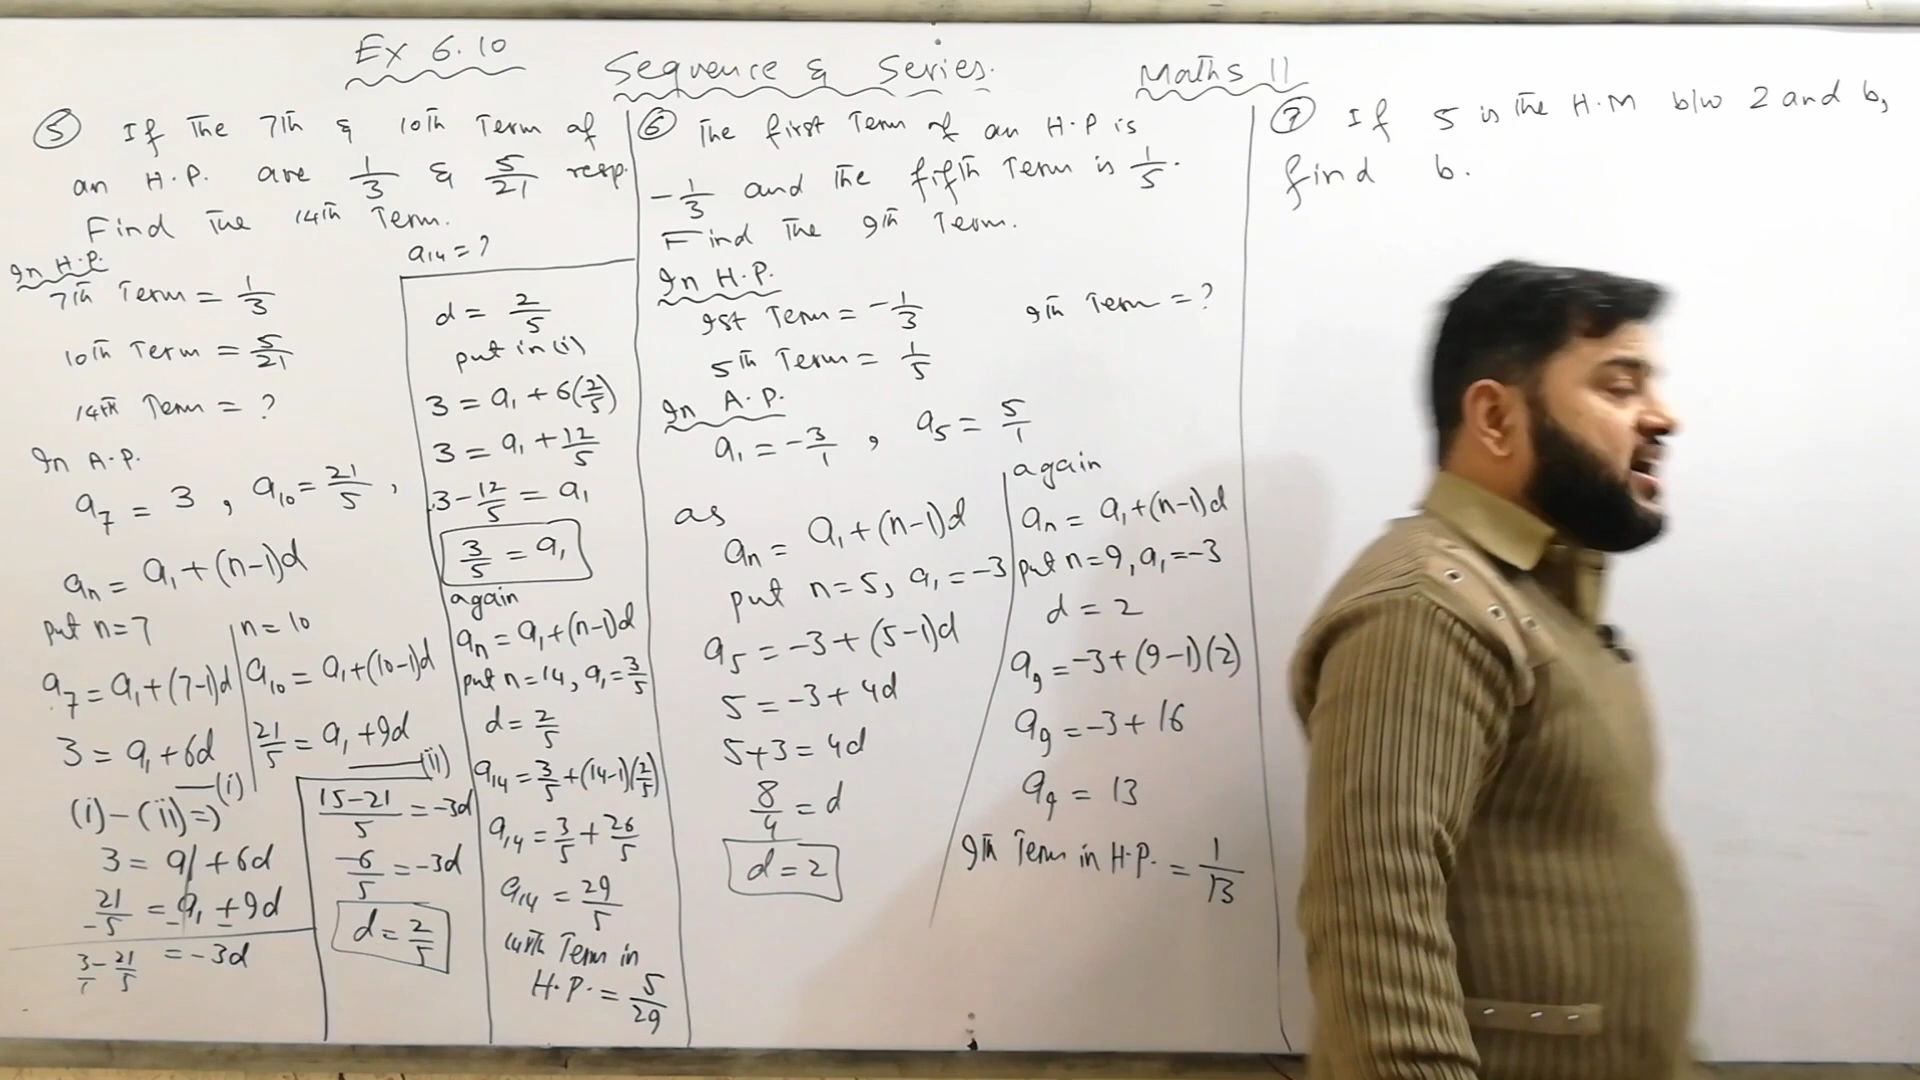 Ex 6.10
Sequence & Series.
Maths 11
⑤ If the 7th & 10th Term of
an H.P. are 1/3 & 5/21 resp.
Find the 14th Term.
a₁₄ = ?
In H.P.
7th Term = 1/3
10th Term = 5/21
14th Term = ?
In A.P.
a₇ = 3 , a₁₀ = 21/5 ,
aₙ = a₁ + (n-1)d
put n=7
a₇ = a₁+(7-1)d
3 = a₁+6d
—(i)
n = 10
a₁₀ = a₁+(10-1)d
21/5 = a₁+9d
—(ii)
(i) - (ii) =>
3 = a₁ + 6d
-21/5 = -a₁ ± 9d
3/1 - 21/5 = -3d
15-21/5 = -3d
-6/5 = -3d
d = 2/5
d = 2/5
put in (i)
3 = a₁ + 6(2/5)
3 = a₁ + 12/5
3 - 12/5 = a₁
3/5 = a₁
again
aₙ = a₁+(n-1)d
put n=14, a₁=3/5
d = 2/5
a₁₄ = 3/5 + (14-1)(2/5)
a₁₄ = 3/5 + 26/5
a₁₄ = 29/5
14th Term in
H.P. = 5/29
⑥ The first Term of an H.P is
-1/3 and the fifth Term is 1/5.
Find the 9th Term.
In H.P.
1st Term = -1/3
9th Term = ?
5th Term = 1/5
In A.P.
a₁ = -3/1 , a₅ = 5/1
as
aₙ = a₁+(n-1)d
put n=5, a₁=-3
a₅ = -3+(5-1)d
5 = -3+4d
5+3 = 4d
8/4 = d
d = 2
again
aₙ = a₁+(n-1)d
put n=9, a₁=-3
d = 2
a₉ = -3+(9-1)(2)
a₉ = -3+16
a₉ = 13
9th Term in H.P. = 1/13
⑦ If 5 is the H.M b/w 2 and b,
find b.